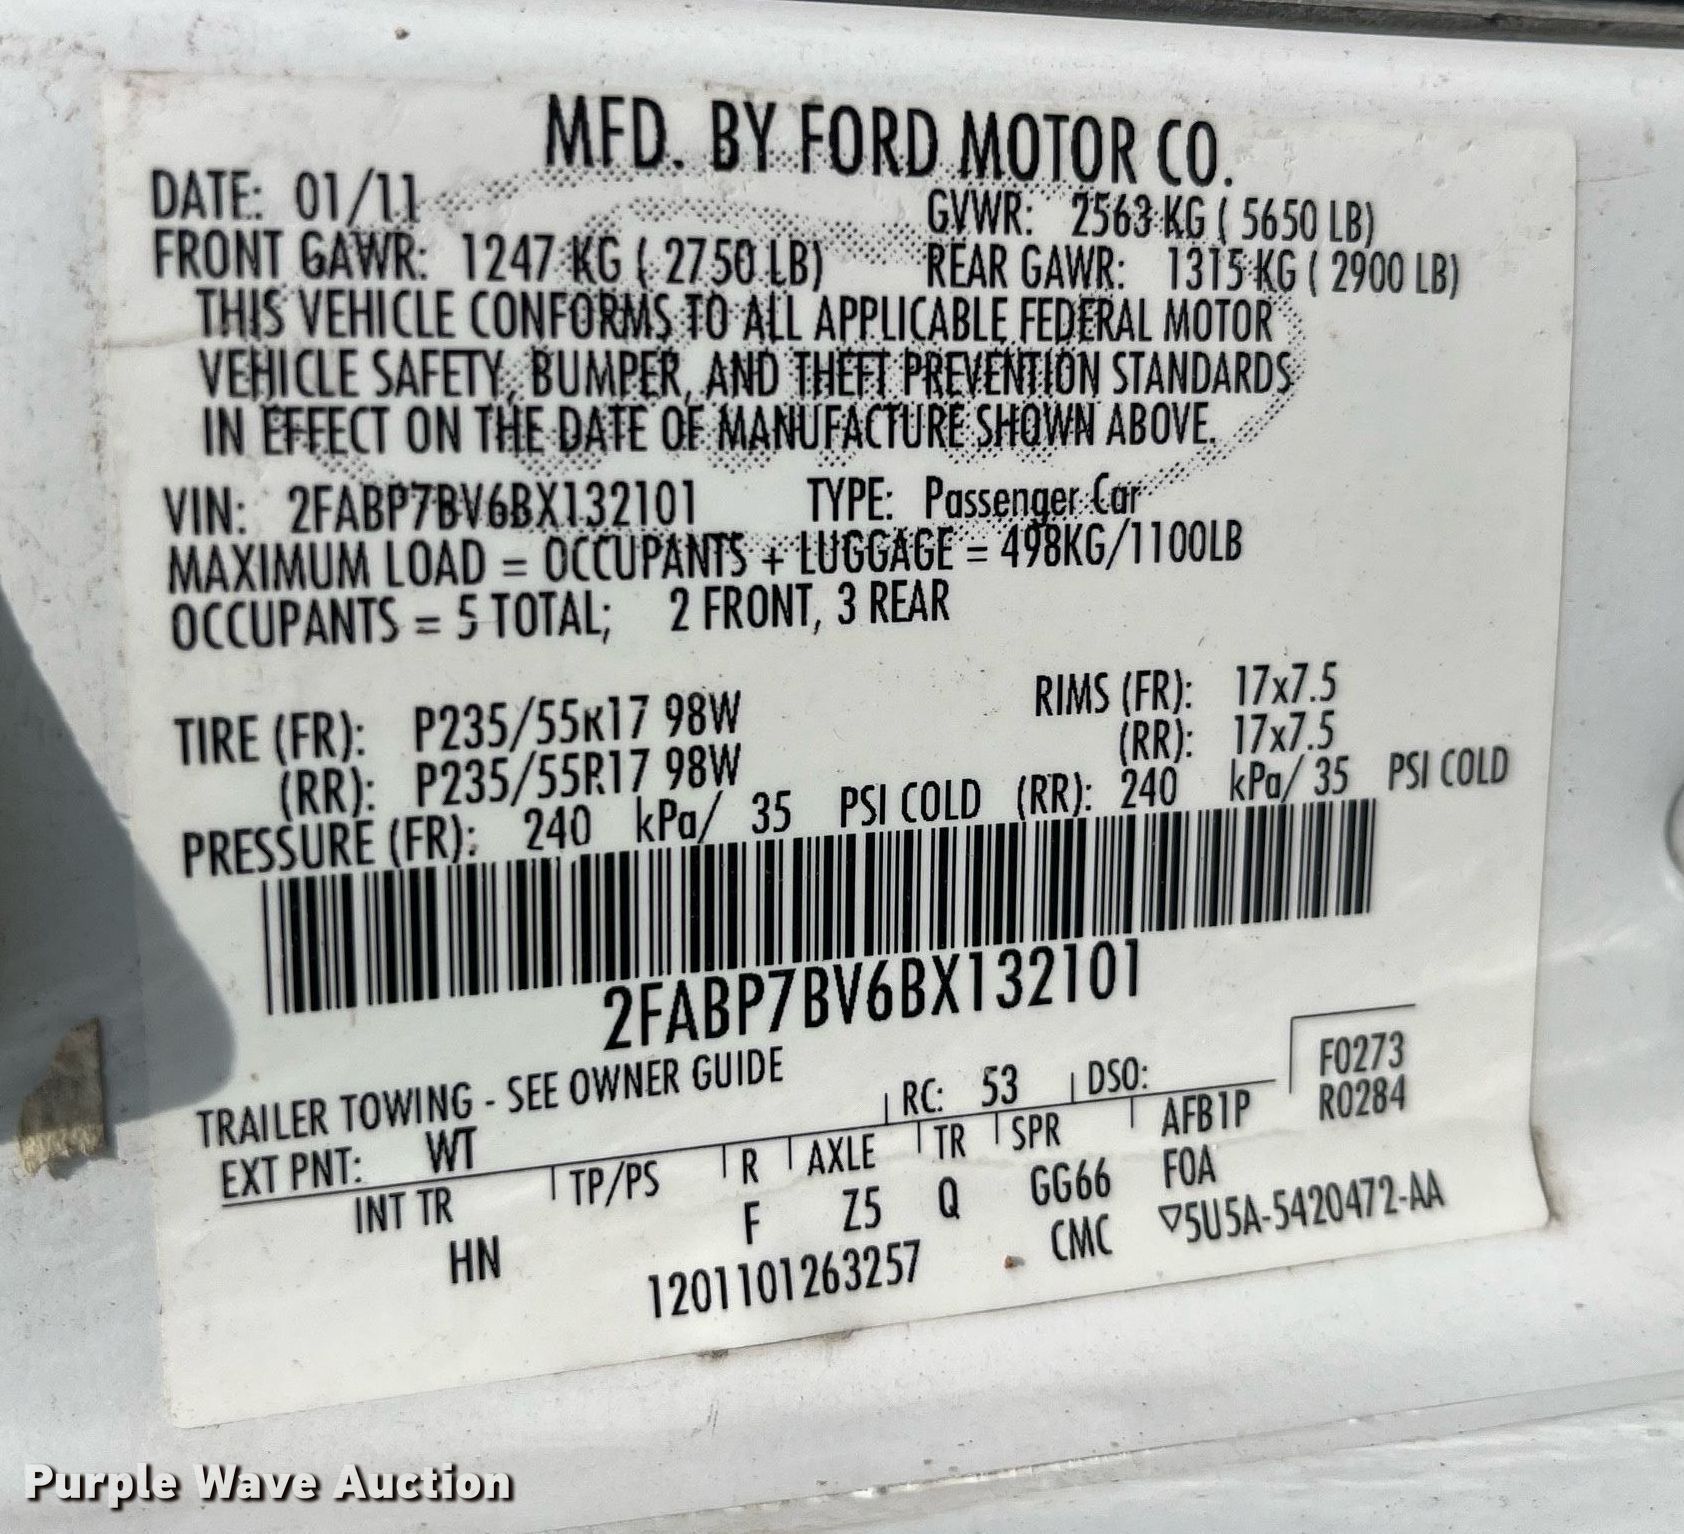 MFD. BY FORD MOTOR CO.
DATE: 01/11
GVWR: 2563 KG ( 5650 LB)
FRONT GAWR: 1247 KG ( 2750 LB)
REAR GAWR: 1315 KG ( 2900 LB)
THIS VEHICLE CONFORMS TO ALL APPLICABLE FEDERAL MOTOR
VEHICLE SAFETY, BUMPER, AND THEFT PREVENTION STANDARDS
IN EFFECT ON THE DATE OF MANUFACTURE SHOWN ABOVE.
VIN: 2FABP7BV6BX132101 TYPE: Passenger Car
MAXIMUM LOAD = OCCUPANTS + LUGGAGE = 498KG/1100LB
OCCUPANTS = 5 TOTAL; 2 FRONT, 3 REAR
TIRE (FR): P235/55R17 98W RIMS (FR): 17x7.5
(RR): P235/55R17 98W (RR): 17x7.5
PRESSURE (FR): 240 kPa/ 35 PSI COLD (RR): 240 kPa/ 35 PSI COLD
2FABP7BV6BX132101
TRAILER TOWING - SEE OWNER GUIDE
F0273
R0284
EXT PNT: WT RC: 53 DSO:
INT TR TP/PS R AXLE TR SPR AFB1P
HN F Z5 Q GG66 FOA
1201101263257 CMC ▽5U5A-5420472-AA
Purple Wave Auction